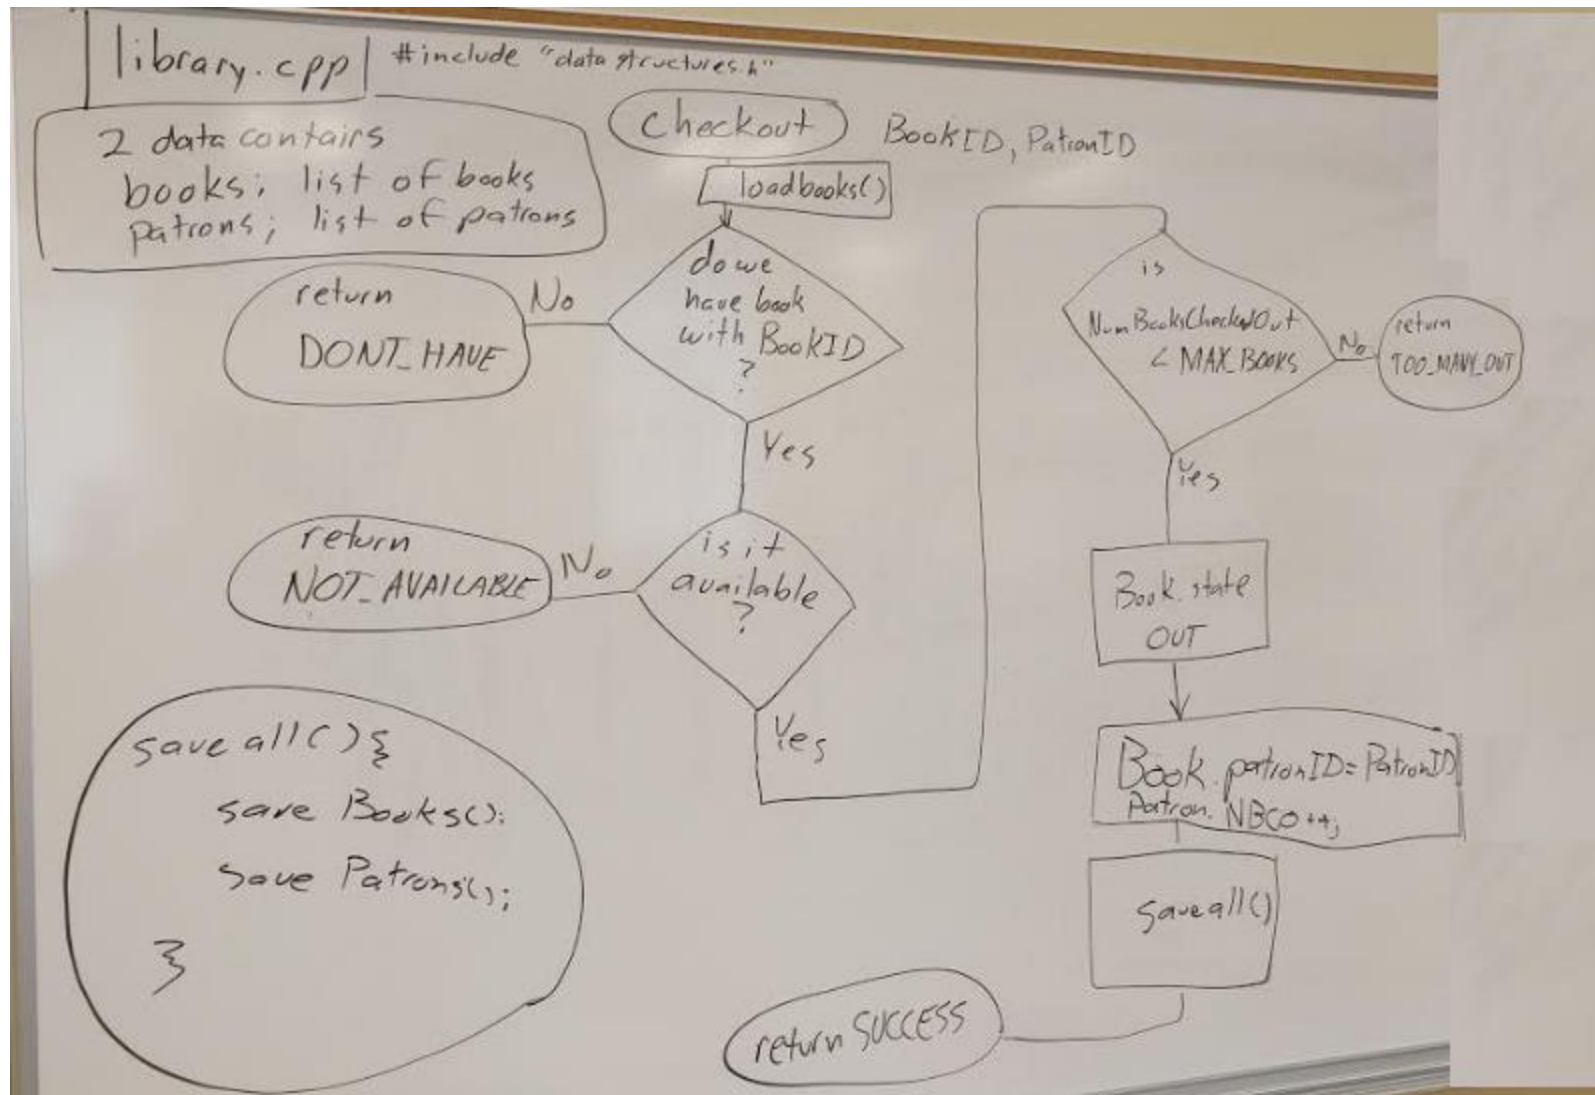 library.cpp
#include "data structures.h"
2 data contairs
books; list of books
patrons; list of patrons
checkout
BookID, PatronID
loadbooks()
do we
have book
with BookID
?
No
return
DONT_HAVE
Yes
is it
available
?
No
return
NOT_AVAILABLE
Yes
is
NumBooksCheckedOut
< MAX_BOOKS
No
return
TOO_MANY_OUT
Yes
Book.state
OUT
Book.patronID=PatronID
Patron.NBCO++;
saveall()
return SUCCESS
save all() {
save Books();
save Patrons();
}